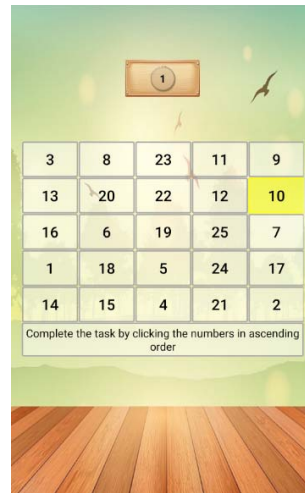 1
3 8 23 11 9
13 20 22 12 10
16 6 19 25 7
1 18 5 24 17
14 15 4 21 2
Complete the task by clicking the numbers in ascending
order